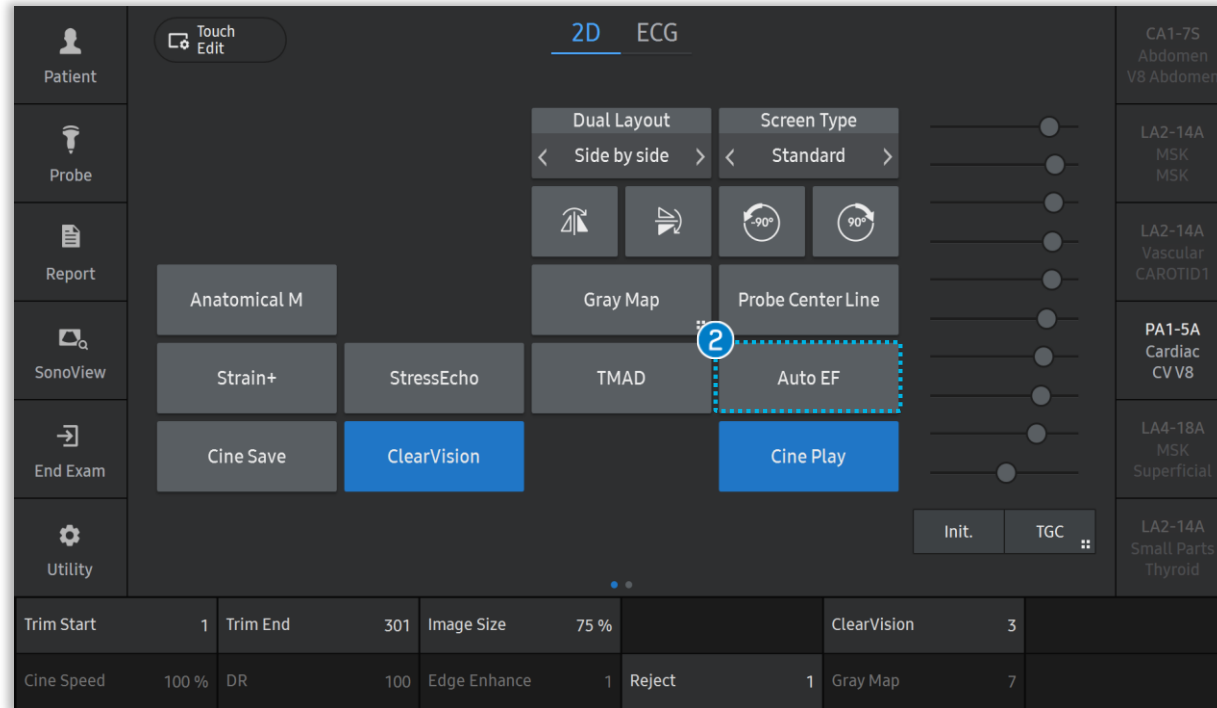 Patient
Probe
Report
SonoView
End Exam
Utility
Touch
Edit
2D ECG
Dual Layout
Side by side
Screen Type
Standard
-90°
90°
Anatomical M
Gray Map
Probe Center Line
2
Strain+
StressEcho
TMAD
Auto EF
Cine Save
ClearVision
Cine Play
Init.
TGC
CA1-7S
Abdomen
V8 Abdomen
LA2-14A
MSK
MSK
LA2-14A
Vascular
CAROTID1
PA1-5A
Cardiac
CV V8
LA4-18A
MSK
Superficial
LA2-14A
Small Parts
Thyroid
Trim Start 1
Trim End 301
Image Size 75 %
ClearVision 3
Cine Speed 100 %
DR 100
Edge Enhance 1
Reject 1
Gray Map 7